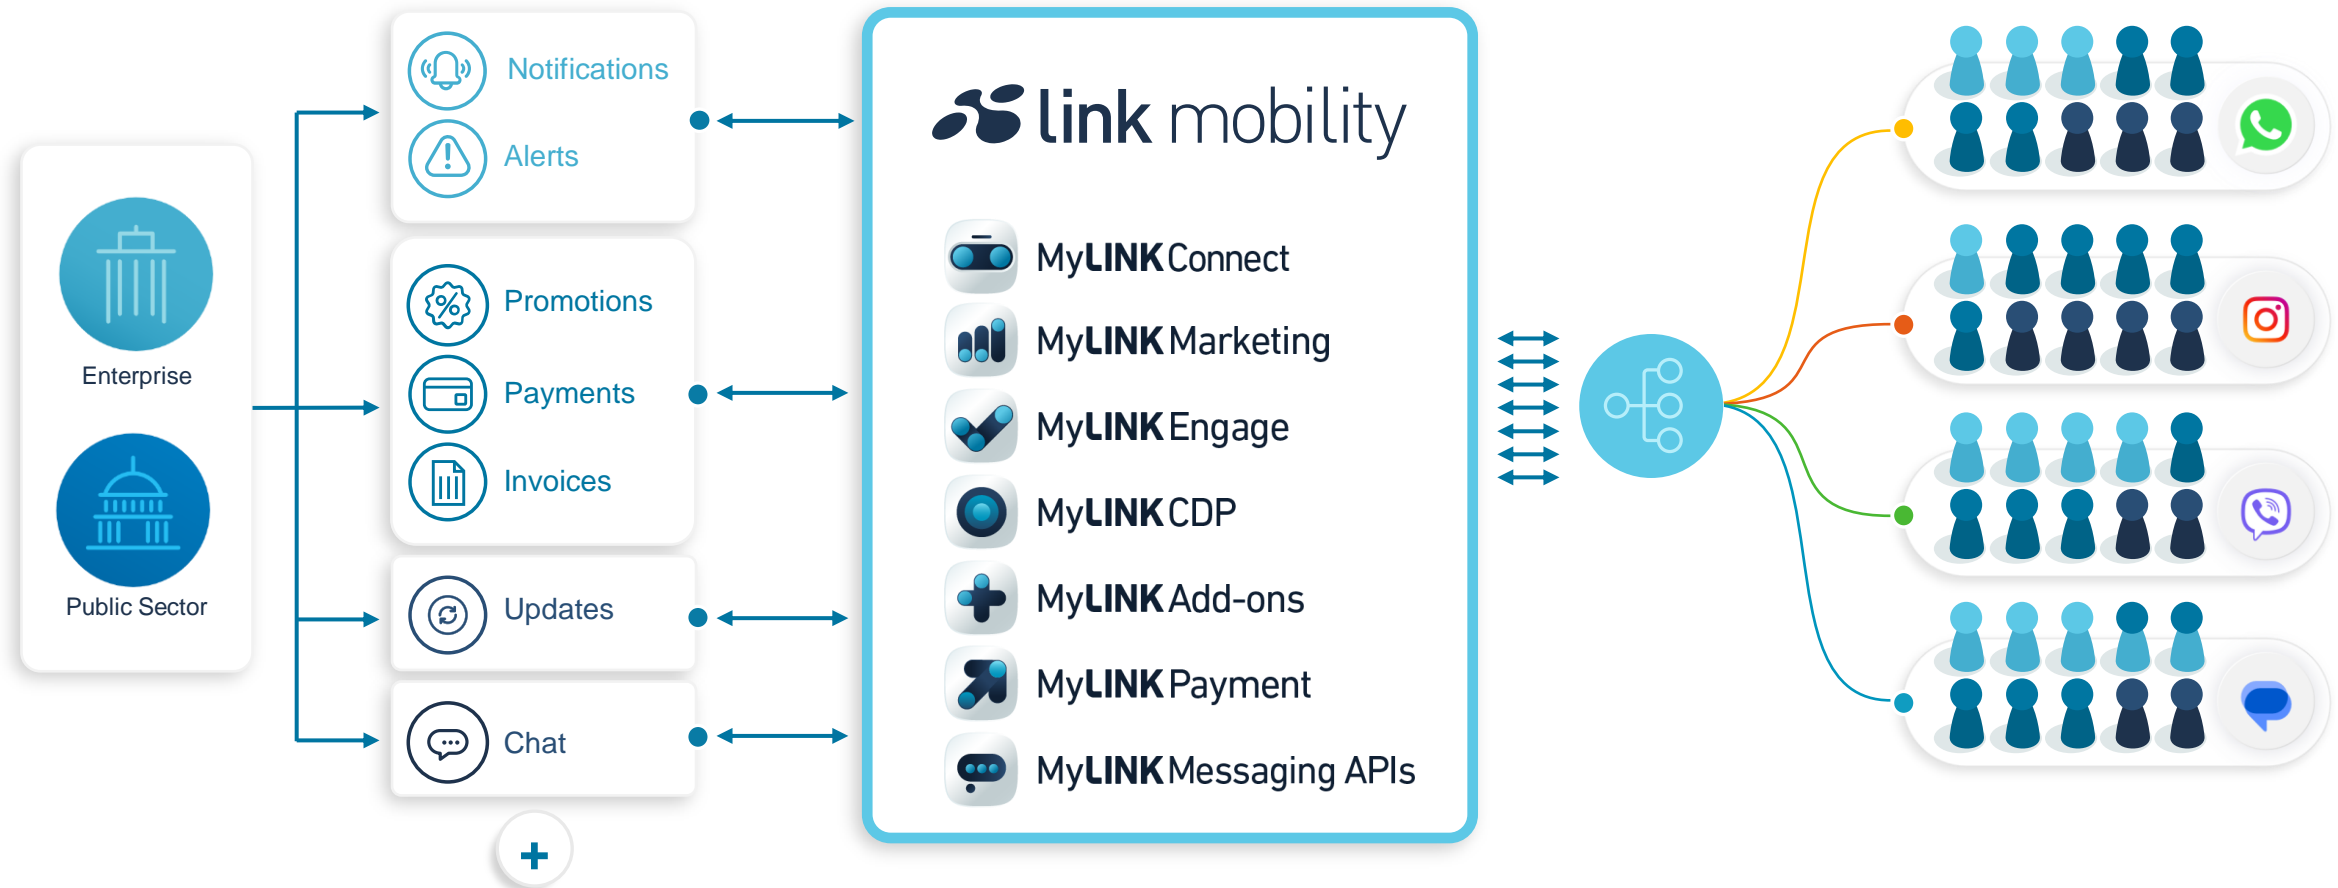 Enterprise
Public Sector
Notifications
Alerts
Promotions
Payments
Invoices
Updates
Chat
+
link mobility
MyLINK Connect
MyLINK Marketing
MyLINK Engage
MyLINK CDP
MyLINK Add-ons
MyLINK Payment
MyLINK Messaging APIs